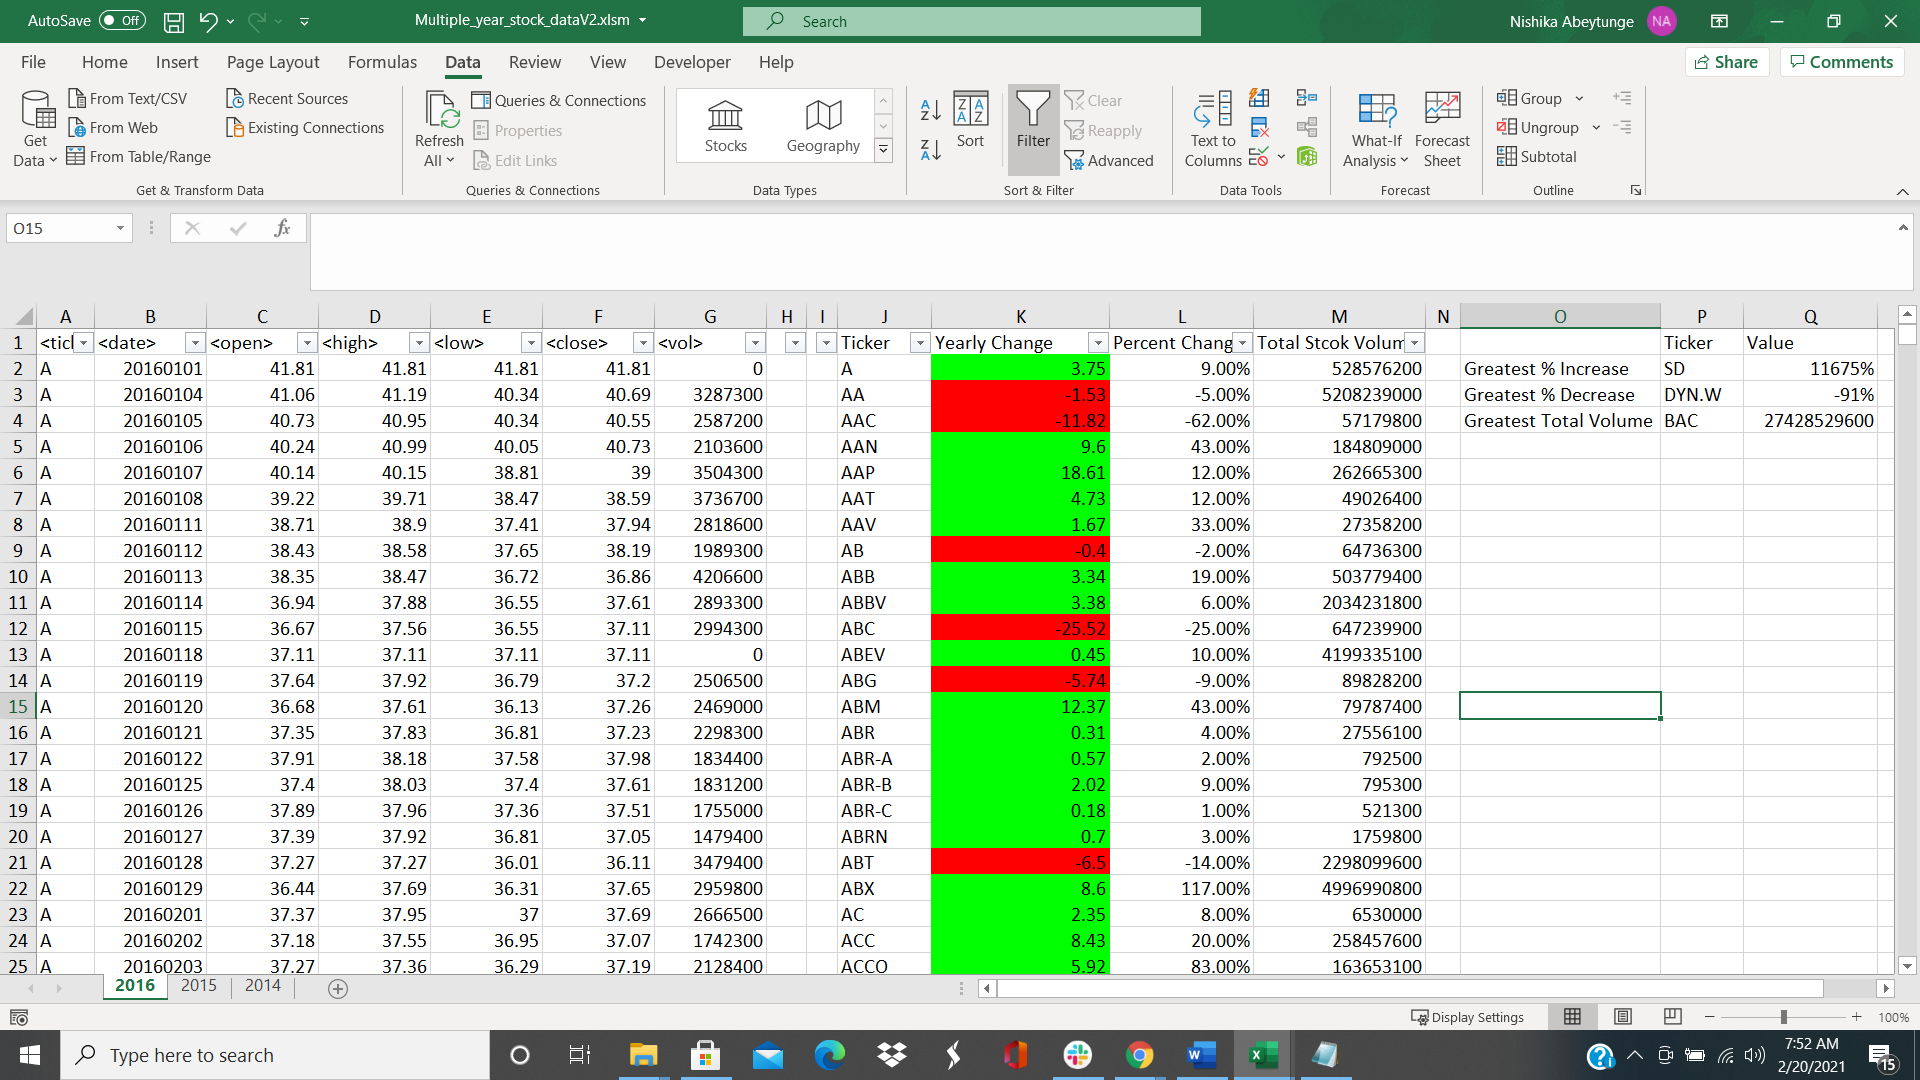 AutoSave Off Multiple_year_stock_dataV2.xlsm Search Nishika Abeytunge NA
File Home Insert Page Layout Formulas Data Review View Developer Help Share Comments
Get Data From Text/CSV From Web From Table/Range Recent Sources Existing Connections
Refresh All Queries & Connections Properties Edit Links
Stocks Geography
Sort Filter Clear Reapply Advanced
Text to Columns
What-If Analysis Forecast Sheet
Group Ungroup Subtotal
Get & Transform Data Queries & Connections Data Types Sort & Filter Data Tools Forecast Outline
O15 fx
A B C D E F G H I J K L M N O P Q
1 <ticl <date> <open> <high> <low> <close> <vol> Ticker Yearly Change Percent Chang Total Stcok Volum Ticker Value
2 A 20160101 41.81 41.81 41.81 41.81 0 A 3.75 9.00% 528576200 Greatest % Increase SD 11675%
3 A 20160104 41.06 41.19 40.34 40.69 3287300 AA -1.53 -5.00% 5208239000 Greatest % Decrease DYN.W -91%
4 A 20160105 40.73 40.95 40.34 40.55 2587200 AAC -11.82 -62.00% 57179800 Greatest Total Volume BAC 27428529600
5 A 20160106 40.24 40.99 40.05 40.73 2103600 AAN 9.6 43.00% 184809000
6 A 20160107 40.14 40.15 38.81 39 3504300 AAP 18.61 12.00% 262665300
7 A 20160108 39.22 39.71 38.47 38.59 3736700 AAT 4.73 12.00% 49026400
8 A 20160111 38.71 38.9 37.41 37.94 2818600 AAV 1.67 33.00% 27358200
9 A 20160112 38.43 38.58 37.65 38.19 1989300 AB -0.4 -2.00% 64736300
10 A 20160113 38.35 38.47 36.72 36.86 4206600 ABB 3.34 19.00% 503779400
11 A 20160114 36.94 37.88 36.55 37.61 2893300 ABBV 3.38 6.00% 2034231800
12 A 20160115 36.67 37.56 36.55 37.11 2994300 ABC -25.52 -25.00% 647239900
13 A 20160118 37.11 37.11 37.11 37.11 0 ABEV 0.45 10.00% 4199335100
14 A 20160119 37.64 37.92 36.79 37.2 2506500 ABG -5.74 -9.00% 89828200
15 A 20160120 36.68 37.61 36.13 37.26 2469000 ABM 12.37 43.00% 79787400
16 A 20160121 37.35 37.83 36.81 37.23 2298300 ABR 0.31 4.00% 27556100
17 A 20160122 37.91 38.18 37.58 37.98 1834400 ABR-A 0.57 2.00% 792500
18 A 20160125 37.4 38.03 37.4 37.61 1831200 ABR-B 2.02 9.00% 795300
19 A 20160126 37.89 37.96 37.36 37.51 1755000 ABR-C 0.18 1.00% 521300
20 A 20160127 37.39 37.92 36.81 37.05 1479400 ABRN 0.7 3.00% 1759800
21 A 20160128 37.27 37.27 36.01 36.11 3479400 ABT -6.5 -14.00% 2298099600
22 A 20160129 36.44 37.69 36.31 37.65 2959800 ABX 8.6 117.00% 4996990800
23 A 20160201 37.37 37.95 37 37.69 2666500 AC 2.35 8.00% 6530000
24 A 20160202 37.18 37.55 36.95 37.07 1742300 ACC 8.43 20.00% 258457600
25 A 20160203 37.27 37.36 36.29 37.19 2128400 ACCO 5.92 83.00% 163653100
2016 2015 2014
Display Settings 100%
Type here to search
7:52 AM
2/20/2021
15